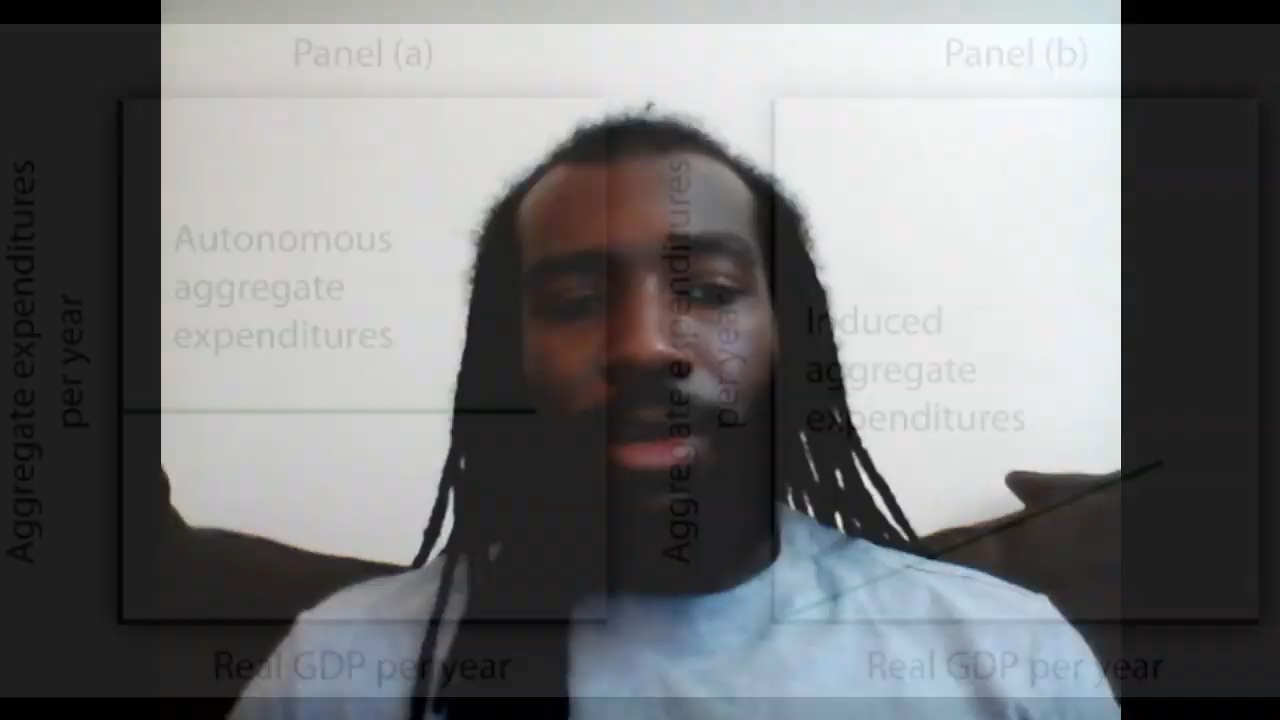 Panel (a)
Panel (b)
Aggregate expenditures
per year
Autonomous
aggregate
expenditures
Real GDP per year
Aggregate expenditures
per year
Induced
aggregate
expenditures
Real GDP per year